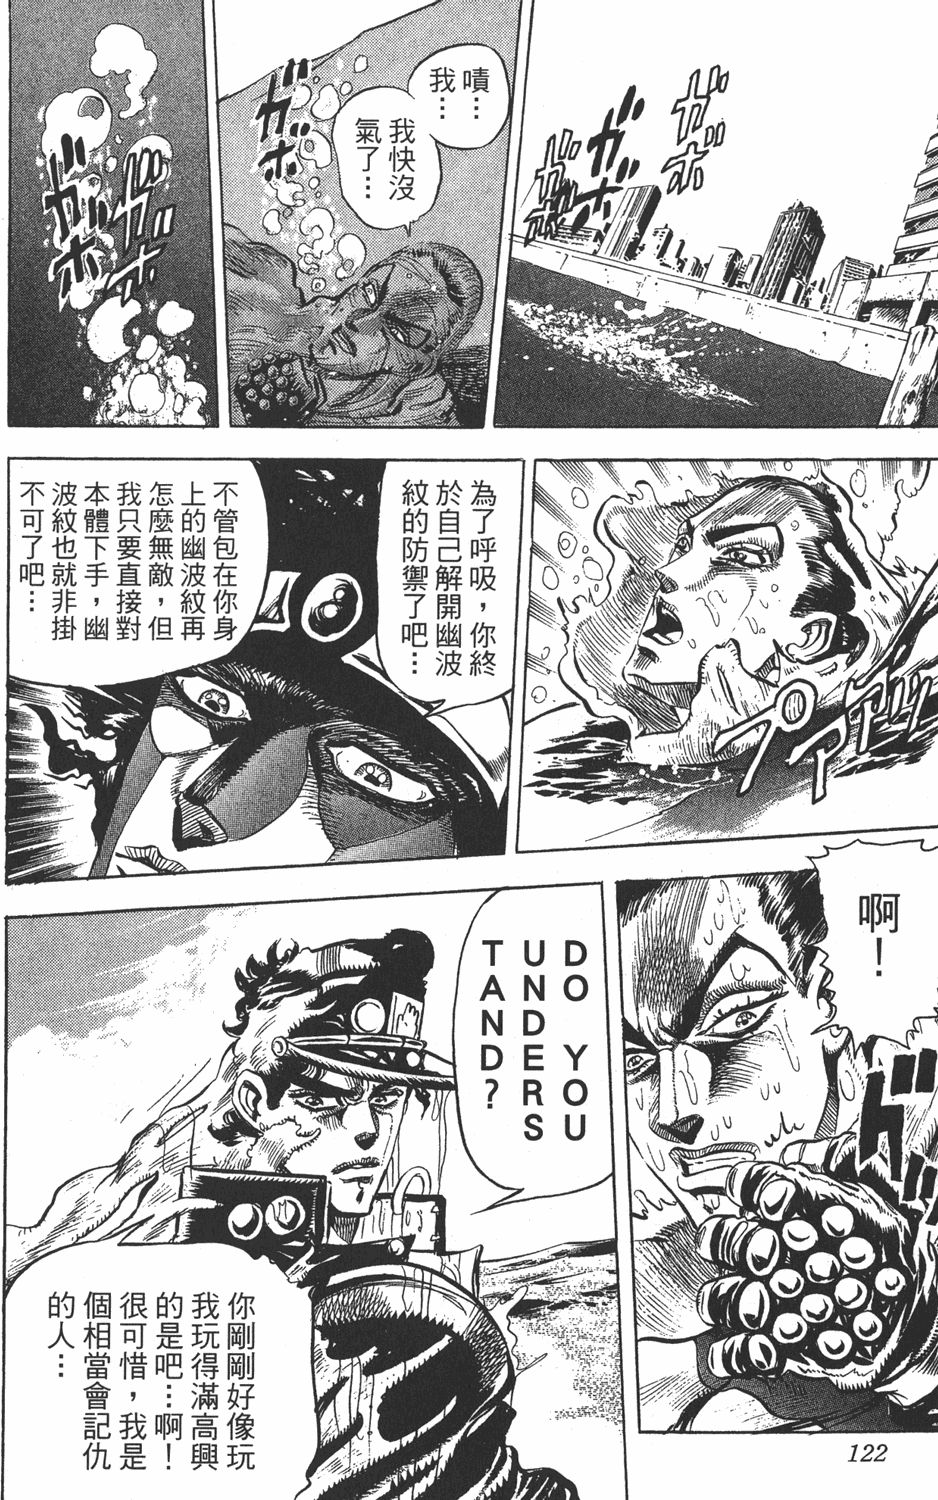 ガガ
ボボ
ガボ
嘖…
我…
我快沒
氣了…
ガボ
ガガ
ボボ
為了呼吸，你終
於自己解開幽波
紋的防禦了吧…
不管包在你身
上的幽波紋再
怎麼無敵，但
我只要直接對
本體下手，幽
波紋也就非掛
不可了吧…
啊！
DO YOU
UNDERS
TAND?
你剛剛好像玩
我玩得滿高興
的是吧…啊！
很可惜，我是
個相當會記仇
的人…
122